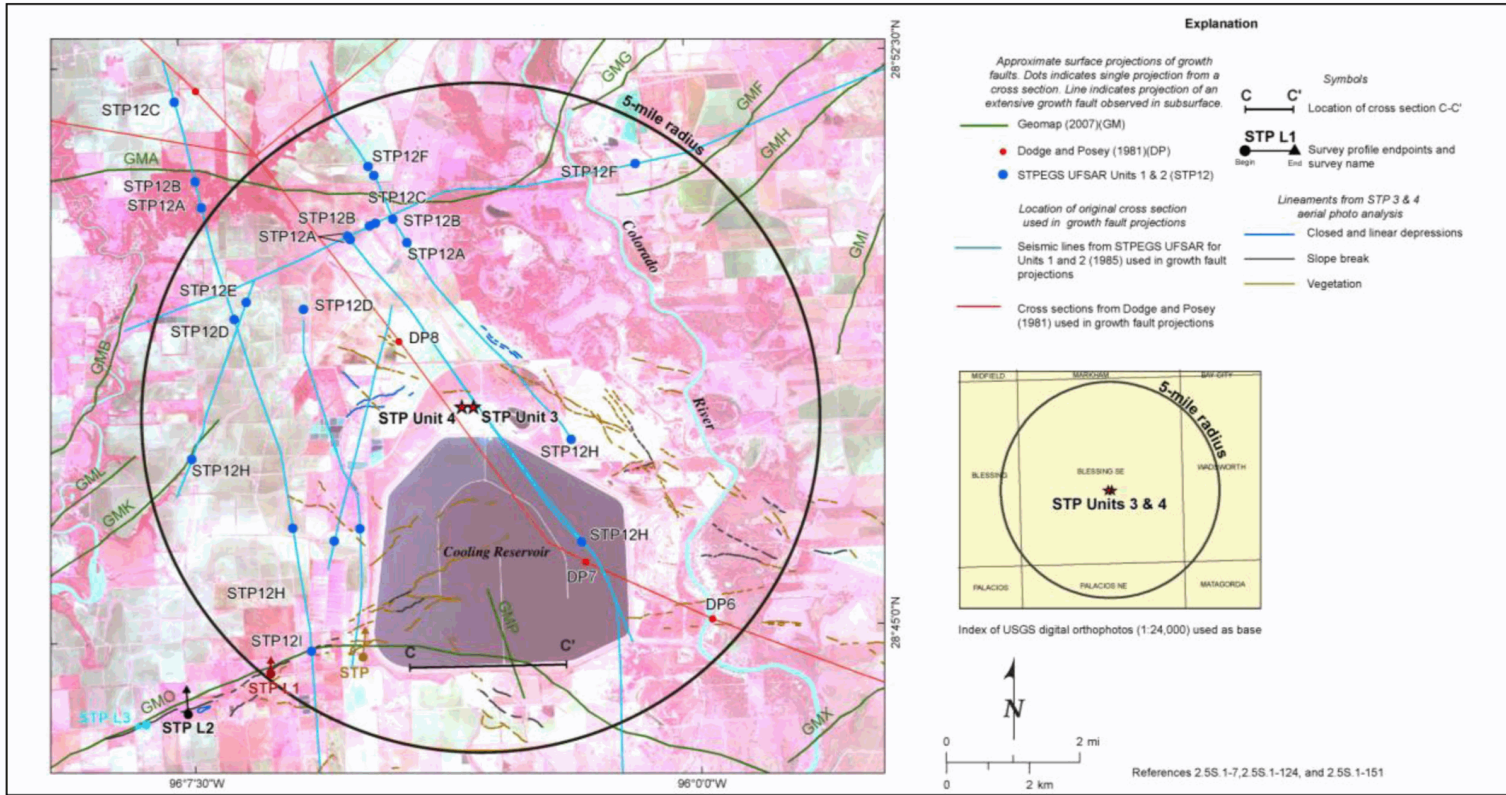 Explanation
Approximate surface projections of growth
faults. Dots indicates single projection from a
cross section. Line indicates projection of an
extensive growth fault observed in subsurface.
Geomap (2007)(GM)
Dodge and Posey (1981)(DP)
STPEGS UFSAR Units 1 & 2 (STP12)
Location of original cross section
used in growth fault projections
Seismic lines from STPEGS UFSAR for
Units 1 and 2 (1985) used in growth fault
projections
Cross sections from Dodge and Posey
(1981) used in growth fault projections
Symbols
C C'
Location of cross section C-C'
STP L1
Begin End
Survey profile endpoints and
survey name
Lineaments from STP 3 & 4
aerial photo analysis
Closed and linear depressions
Slope break
Vegetation
28°52'30"N
GMG
GMF
5-mile radius
STP12C
GMH
STP12F
GMA
STP12F
STP12B
STP12C
STP12A
STP12B
STP12B
STP12A
STP12A
Colorado
GMI
STP12E
STP12D
STP12D
GMB
DP8
River
STP Unit 4
STP Unit 3
STP12H
STP12H
GML
GMK
STP12H
Cooling Reservoir
DP7
STP12H
DP6
GMP
28°45'0"N
STP12I
C C'
STP
STP L1
GMO
STP L3
STP L2
GMX
96°7'30"W
96°0'0"W
MIDFIELD
MARKHAM
BAY CITY
5-mile radius
BLESSING
BLESSING SE
WADSWORTH
STP Units 3 & 4
PALACIOS
PALACIOS NE
MATAGORDA
Index of USGS digital orthophotos (1:24,000) used as base
N
0 2 mi
0 2 km
References 2.5S.1-7,2.5S.1-124, and 2.5S.1-151